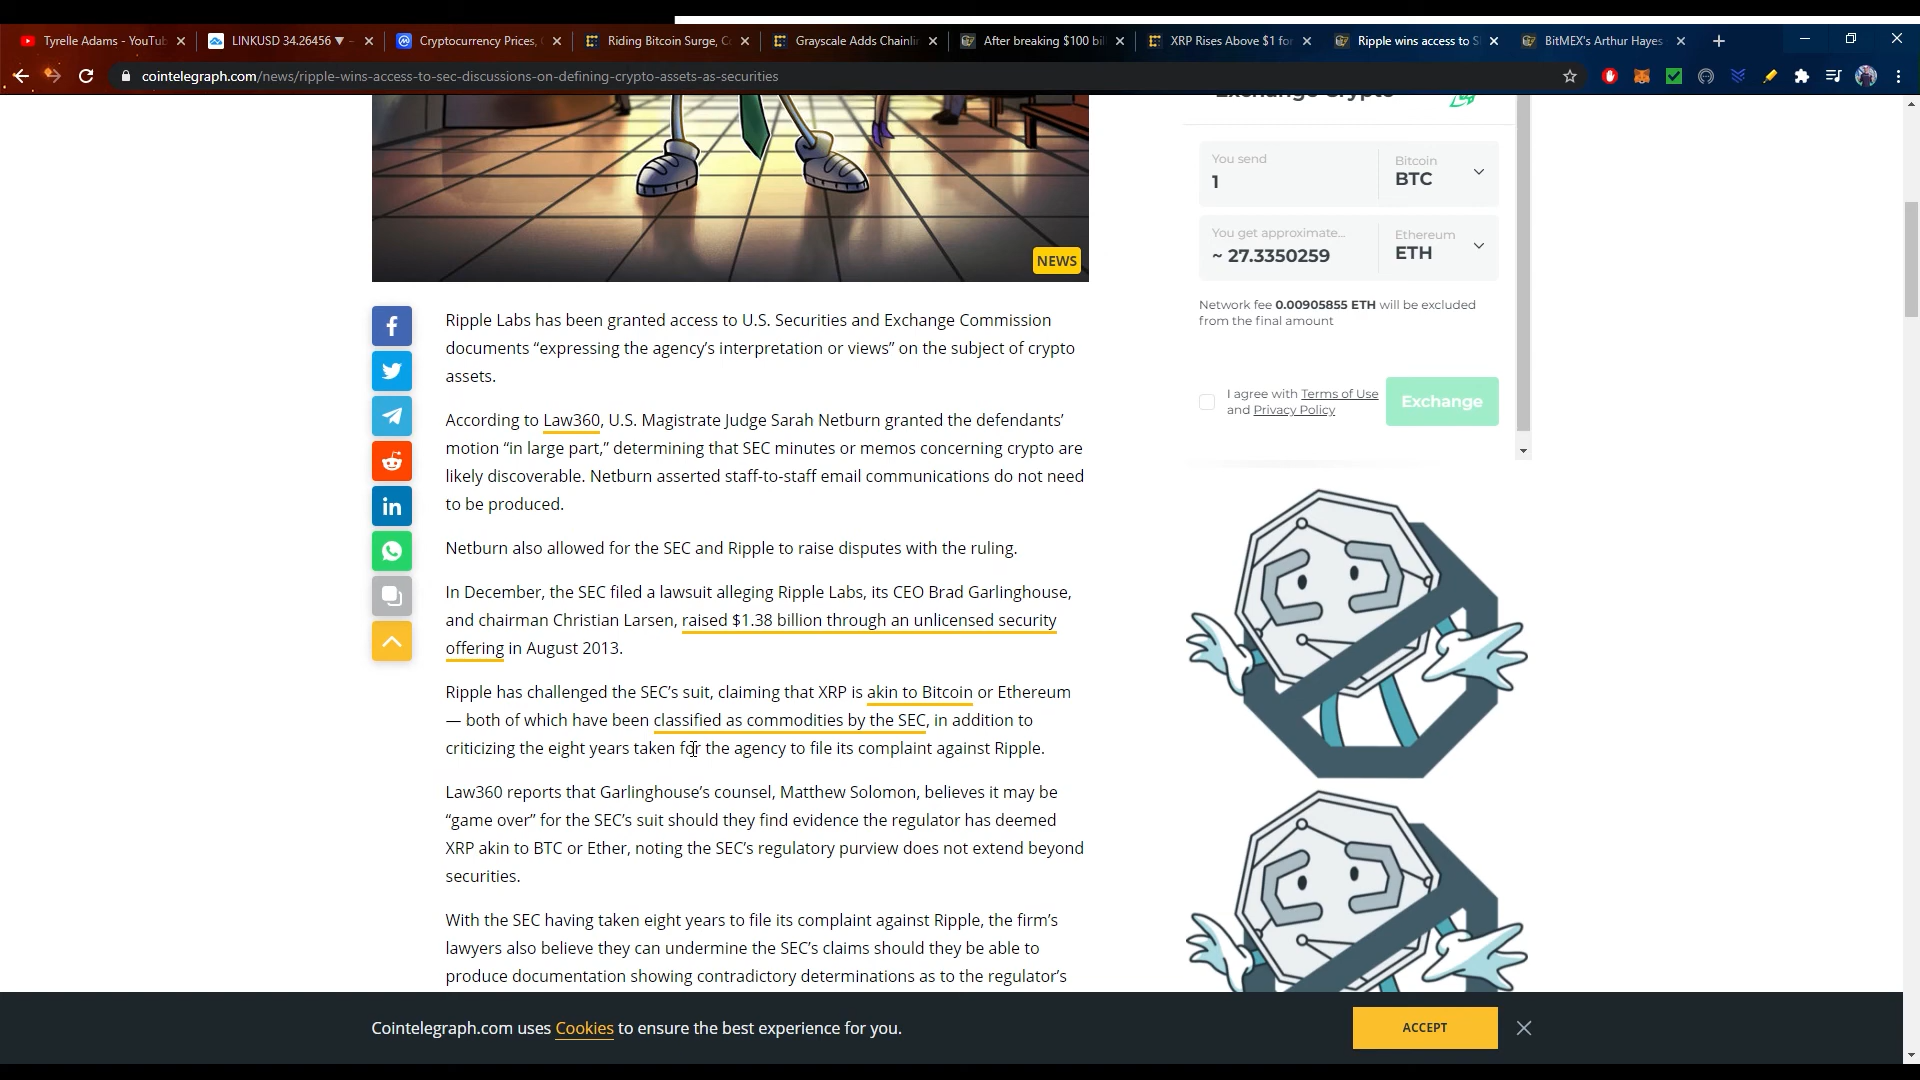 Tyrelle Adams - YouTub
LINKUSD 34.26456 ▼
Cryptocurrency Prices,
Riding Bitcoin Surge, C
Grayscale Adds Chainli
After breaking $100 bil
XRP Rises Above $1 for
Ripple wins access to S
BitMEX's Arthur Hayes
cointelegraph.com/news/ripple-wins-access-to-sec-discussions-on-defining-crypto-assets-as-securities
NEWS
Ripple Labs has been granted access to U.S. Securities and Exchange Commission
documents “expressing the agency’s interpretation or views” on the subject of crypto
assets.
According to Law360, U.S. Magistrate Judge Sarah Netburn granted the defendants’
motion “in large part,” determining that SEC minutes or memos concerning crypto are
likely discoverable. Netburn asserted staff-to-staff email communications do not need
to be produced.
Netburn also allowed for the SEC and Ripple to raise disputes with the ruling.
In December, the SEC filed a lawsuit alleging Ripple Labs, its CEO Brad Garlinghouse,
and chairman Christian Larsen, raised $1.38 billion through an unlicensed security
offering in August 2013.
Ripple has challenged the SEC’s suit, claiming that XRP is akin to Bitcoin or Ethereum
— both of which have been classified as commodities by the SEC, in addition to
criticizing the eight years taken for the agency to file its complaint against Ripple.
Law360 reports that Garlinghouse’s counsel, Matthew Solomon, believes it may be
“game over” for the SEC’s suit should they find evidence the regulator has deemed
XRP akin to BTC or Ether, noting the SEC’s regulatory purview does not extend beyond
securities.
With the SEC having taken eight years to file its complaint against Ripple, the firm’s
lawyers also believe they can undermine the SEC’s claims should they be able to
produce documentation showing contradictory determinations as to the regulator’s
Exchange Crypto
You send
1
Bitcoin
BTC
You get approximate...
~ 27.3350259
Ethereum
ETH
Network fee 0.00905855 ETH will be excluded
from the final amount
I agree with Terms of Use
and Privacy Policy
Exchange
Cointelegraph.com uses Cookies to ensure the best experience for you.
ACCEPT